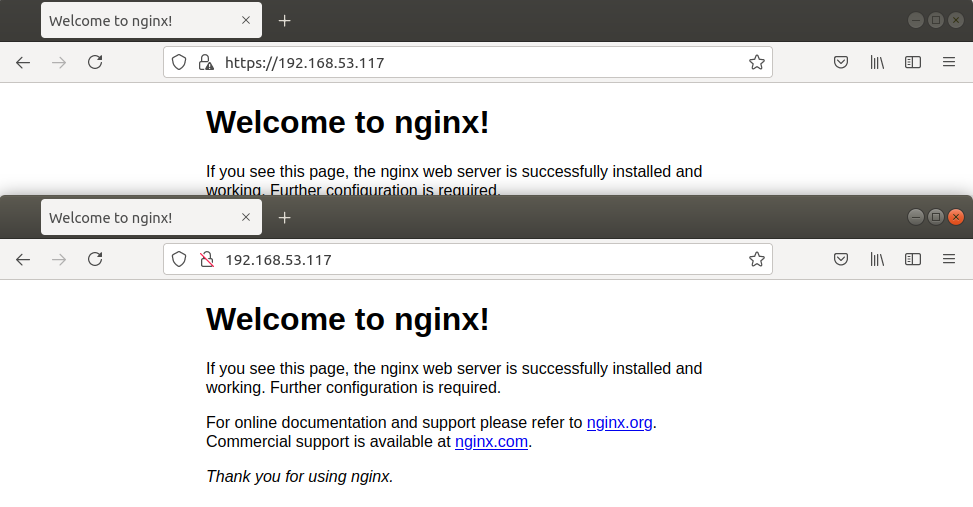 Welcome to nginx!
https://192.168.53.117
Welcome to nginx!
If you see this page, the nginx web server is successfully installed and
working. Further configuration is required.
Welcome to nginx!
192.168.53.117
Welcome to nginx!
If you see this page, the nginx web server is successfully installed and
working. Further configuration is required.
For online documentation and support please refer to nginx.org.
Commercial support is available at nginx.com.
Thank you for using nginx.